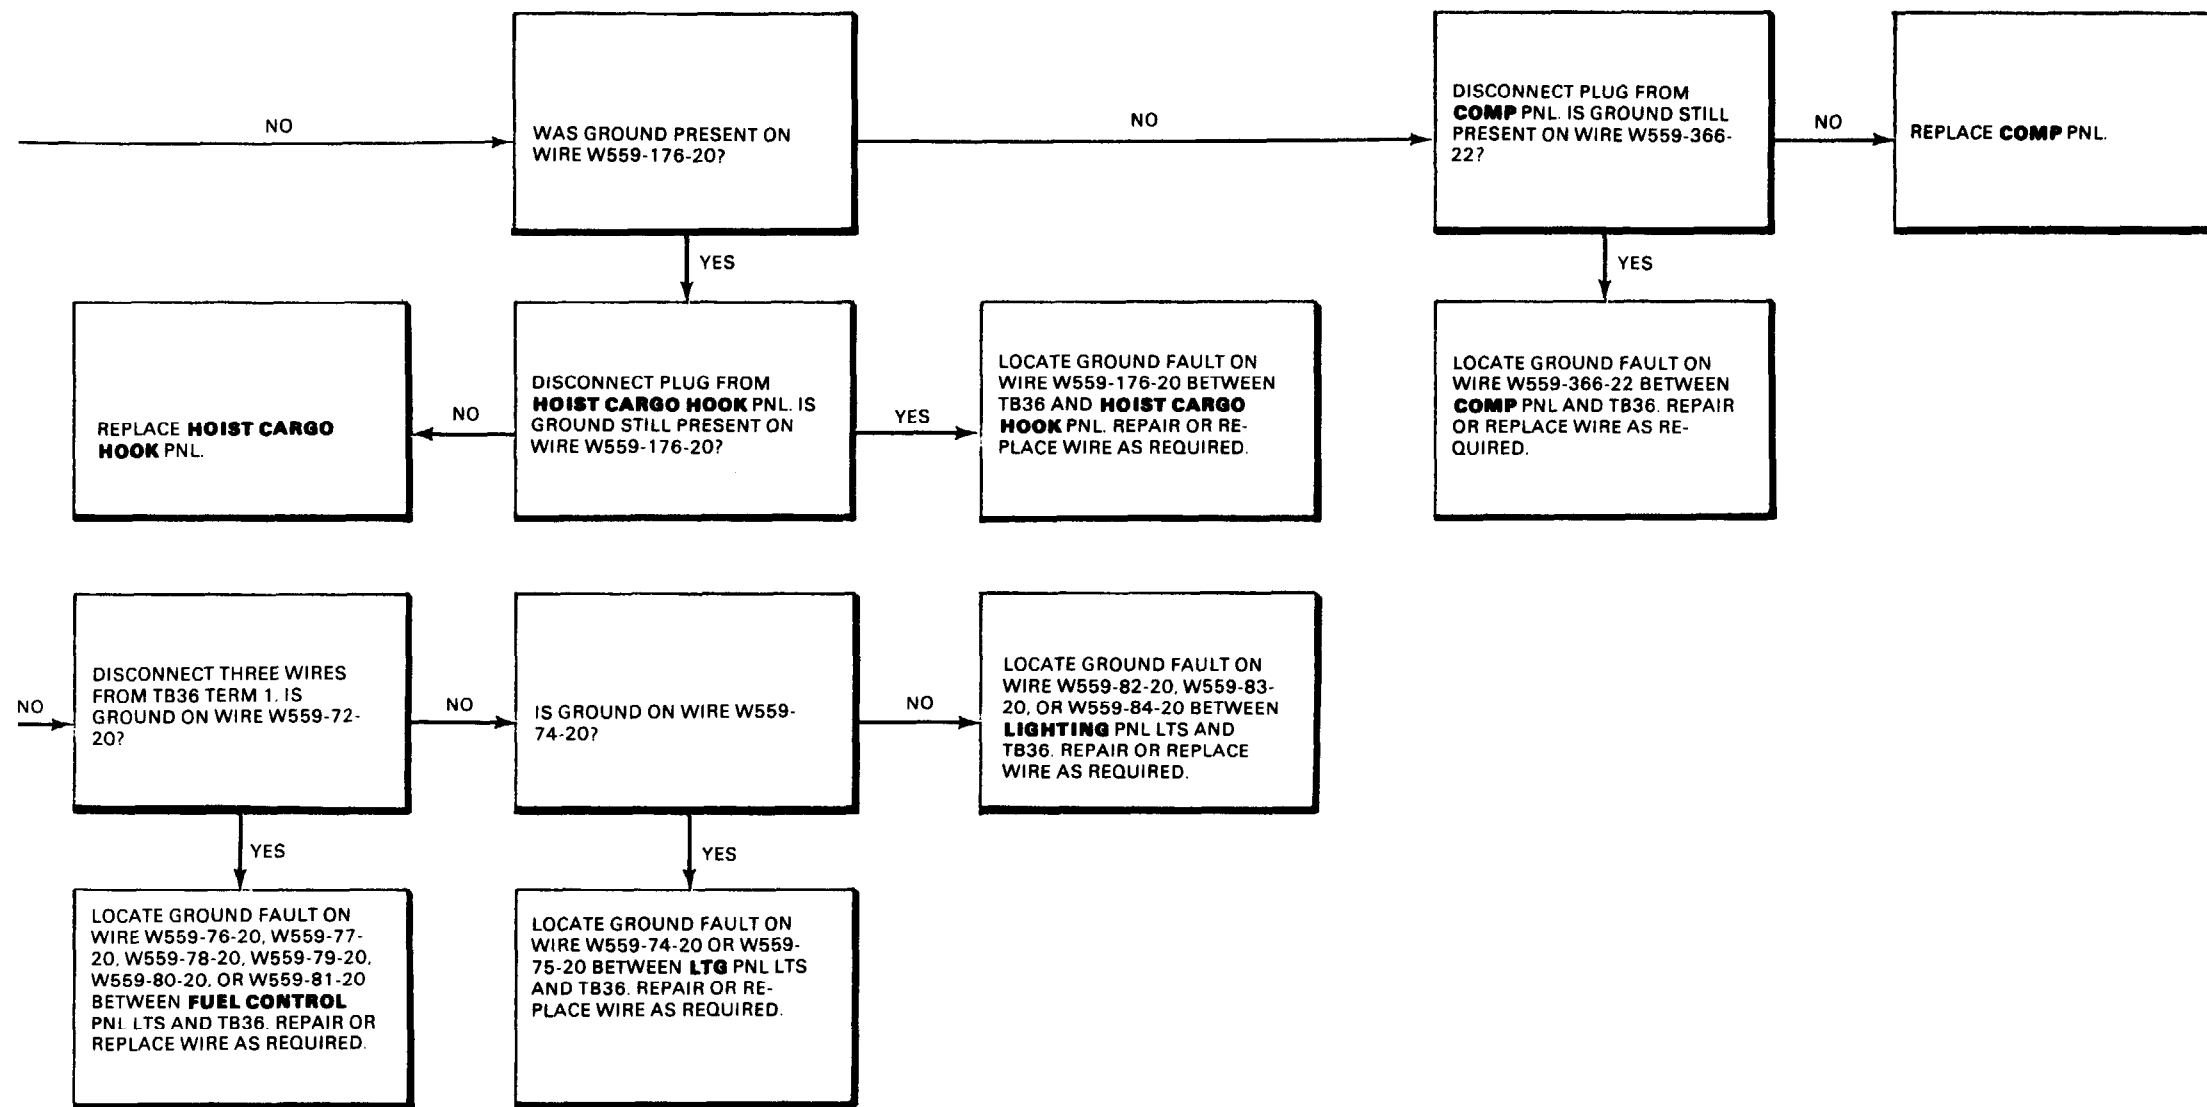 NO
WAS GROUND PRESENT ON
WIRE W559-176-20?
NO
DISCONNECT PLUG FROM
COMP PNL. IS GROUND STILL
PRESENT ON WIRE W559-366-
22?
NO
REPLACE COMP PNL.
YES
YES
REPLACE HOIST CARGO
HOOK PNL.
NO
DISCONNECT PLUG FROM
HOIST CARGO HOOK PNL. IS
GROUND STILL PRESENT ON
WIRE W559-176-20?
YES
LOCATE GROUND FAULT ON
WIRE W559-176-20 BETWEEN
TB36 AND HOIST CARGO
HOOK PNL. REPAIR OR RE-
PLACE WIRE AS REQUIRED.
LOCATE GROUND FAULT ON
WIRE W559-366-22 BETWEEN
COMP PNL AND TB36. REPAIR
OR REPLACE WIRE AS RE-
QUIRED.
NO
DISCONNECT THREE WIRES
FROM TB36 TERM 1. IS
GROUND ON WIRE W559-72-
20?
NO
IS GROUND ON WIRE W559-
74-20?
NO
LOCATE GROUND FAULT ON
WIRE W559-82-20, W559-83-
20, OR W559-84-20 BETWEEN
LIGHTING PNL LTS AND
TB36. REPAIR OR REPLACE
WIRE AS REQUIRED.
YES
YES
LOCATE GROUND FAULT ON
WIRE W559-76-20, W559-77-
20, W559-78-20, W559-79-20,
W559-80-20, OR W559-81-20
BETWEEN FUEL CONTROL
PNL LTS AND TB36. REPAIR OR
REPLACE WIRE AS REQUIRED.
LOCATE GROUND FAULT ON
WIRE W559-74-20 OR W559-
75-20 BETWEEN LTG PNL LTS
AND TB36. REPAIR OR RE-
PLACE WIRE AS REQUIRED.